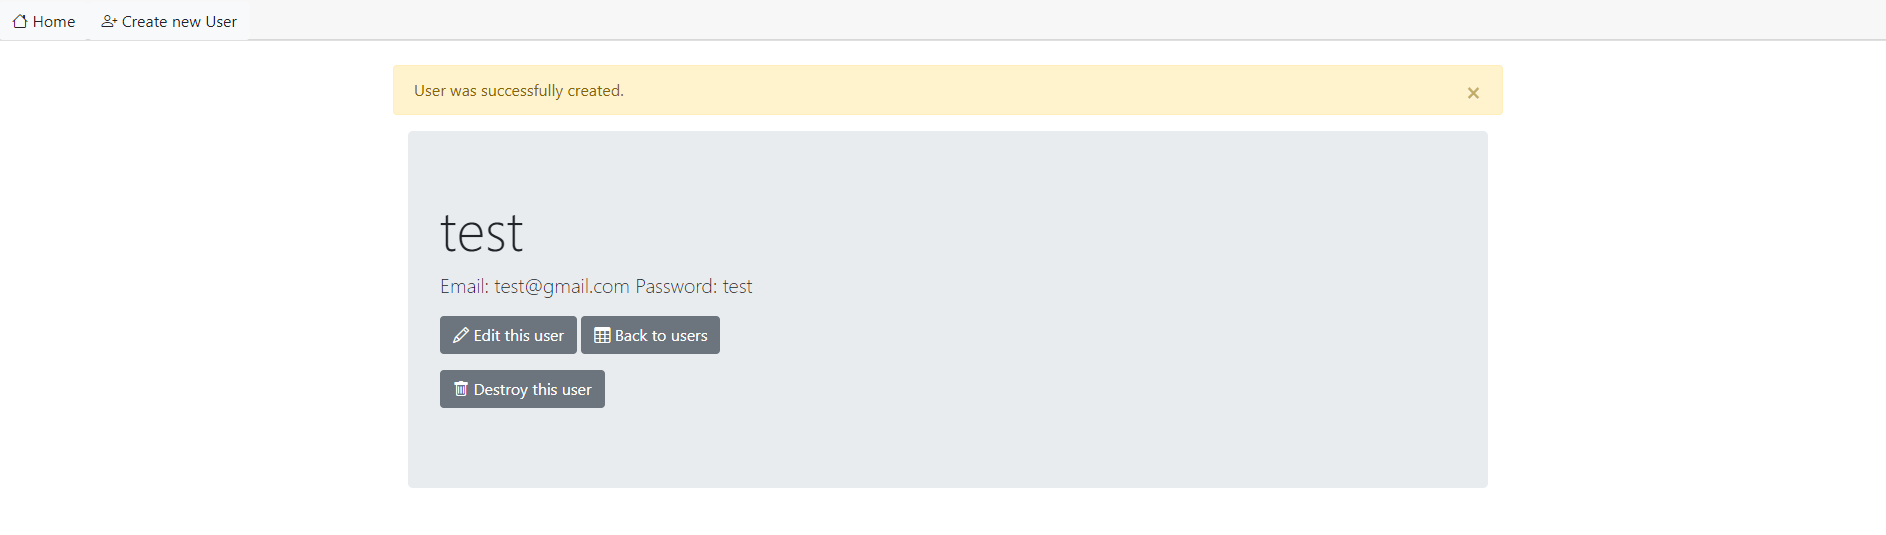 Home Create new User
User was successfully created. ×
test
Email: test@gmail.com Password: test
Edit this user Back to users
Destroy this user